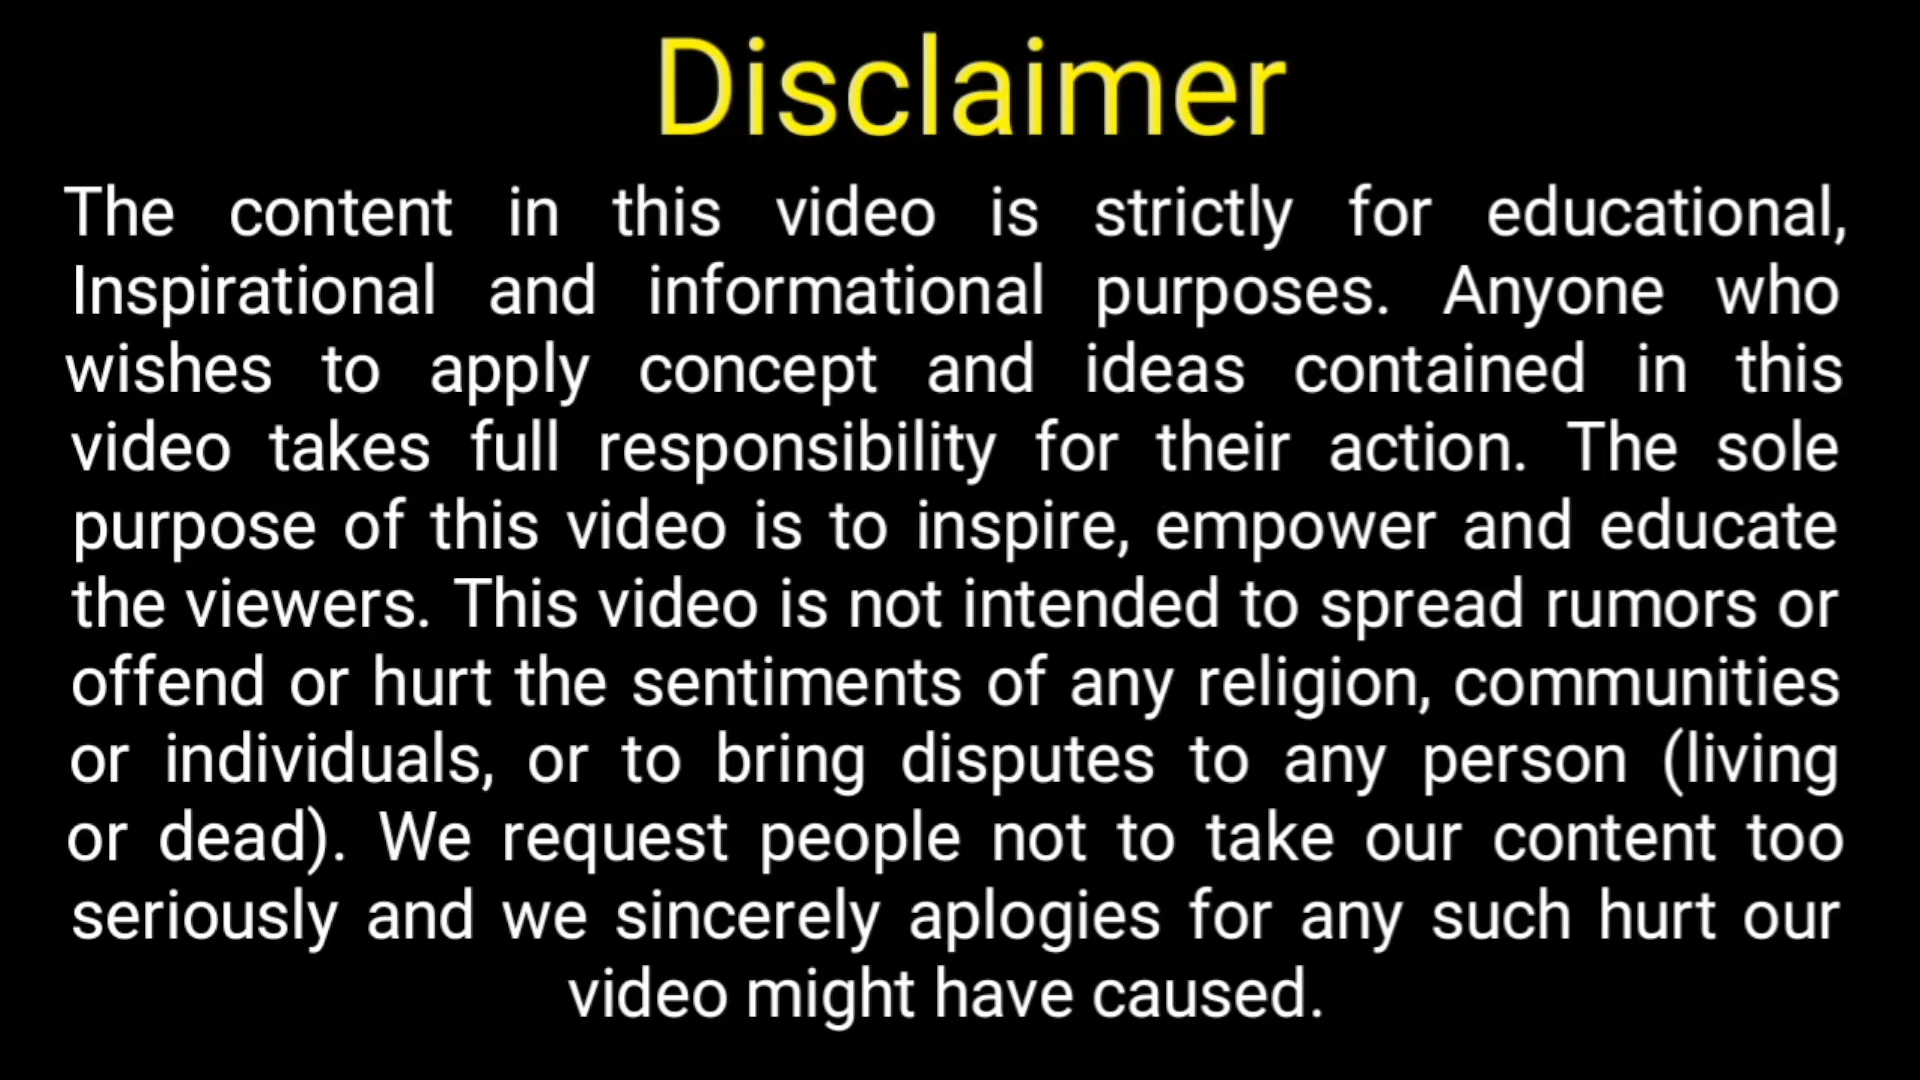 Disclaimer
The content in this video is strictly for educational,
Inspirational and informational purposes. Anyone who
wishes to apply concept and ideas contained in this
video takes full responsibility for their action. The sole
purpose of this video is to inspire, empower and educate
the viewers. This video is not intended to spread rumors or
offend or hurt the sentiments of any religion, communities
or individuals, or to bring disputes to any person (living
or dead). We request people not to take our content too
seriously and we sincerely aplogies for any such hurt our
video might have caused.